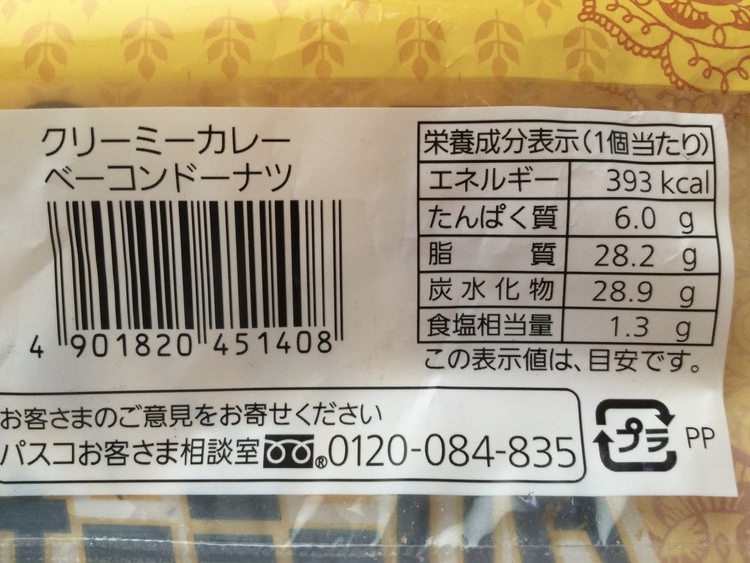 クリーミーカレー
ベーコンドーナツ
4 901820 451408
栄養成分表示(1個当たり)
エネルギー 393 kcal
たんぱく質 6.0 g
脂質 28.2 g
炭水化物 28.9 g
食塩相当量 1.3 g
この表示値は、目安です。
お客さまのご意見をお寄せください
パスコお客さま相談室 ® 0120-084-835
プラ PP